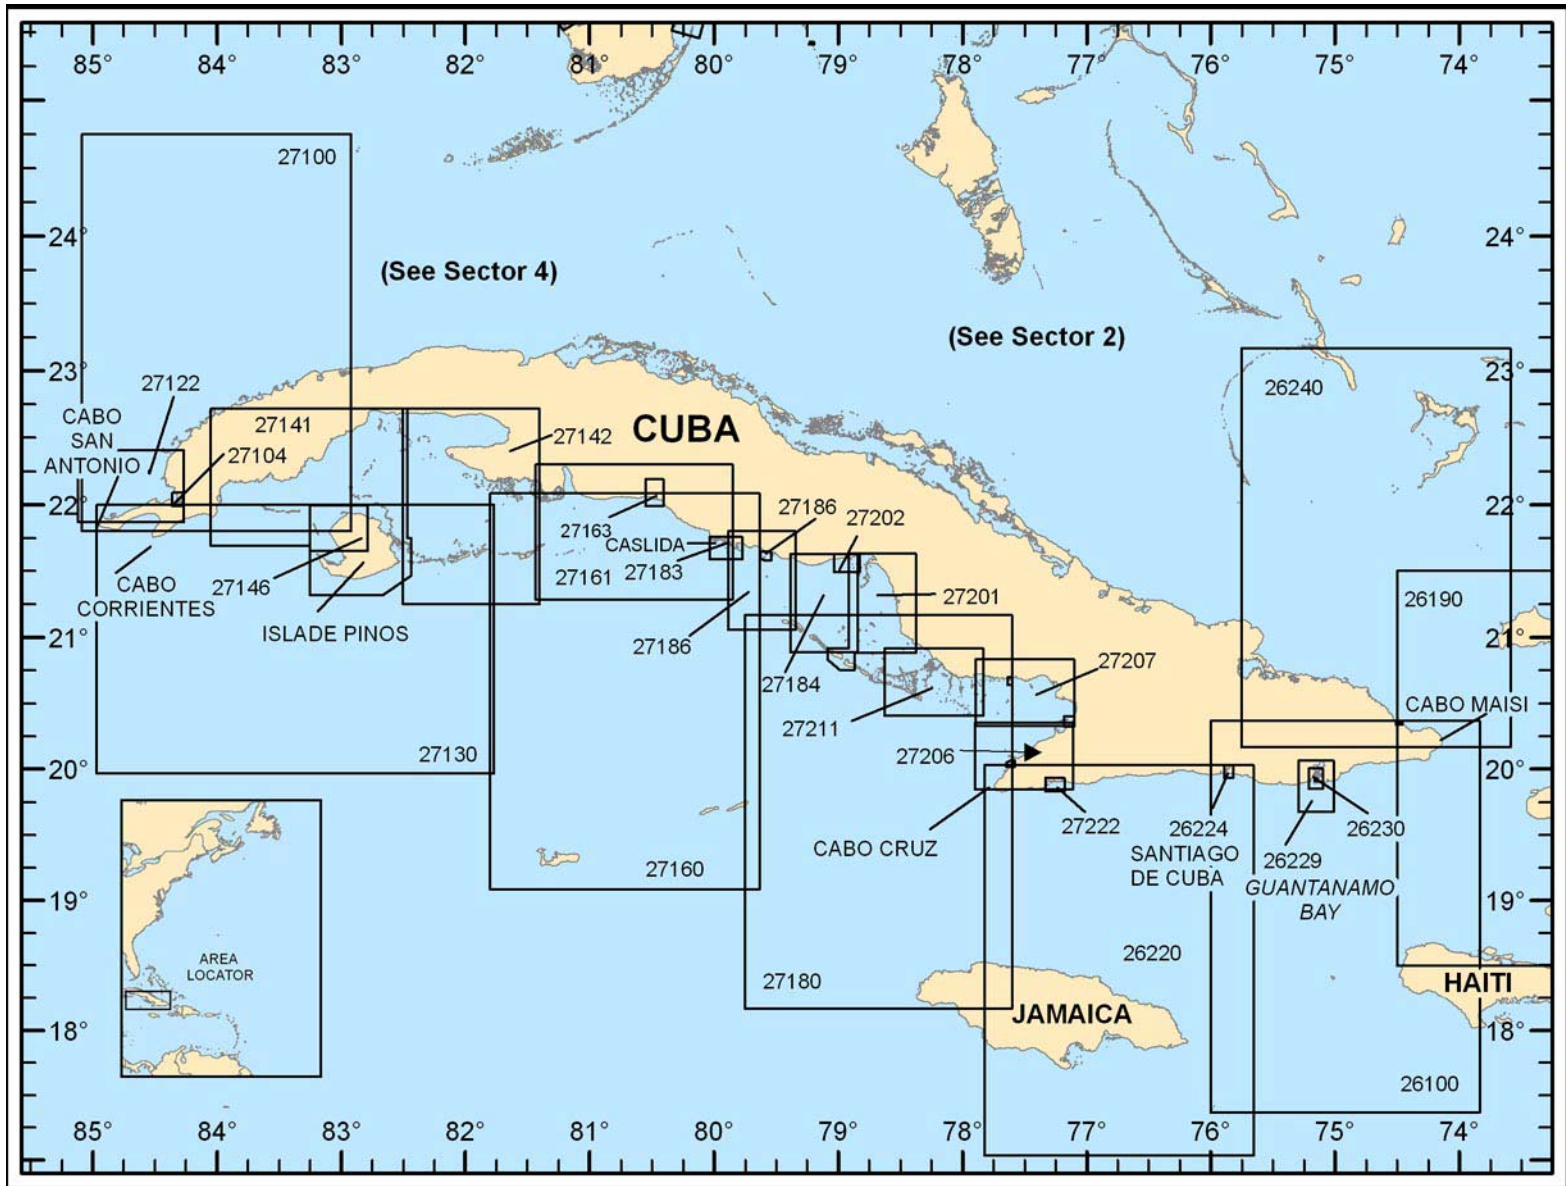 85° 84° 83° 82° 81° 80° 79° 78° 77° 76° 75° 74°
27100
24° 24°
(See Sector 4)
(See Sector 2)
23° 23°
27122
26240
CABO
SAN
ANTONIO
27141
CUBA
27142
27104
22° 22°
27186
27202
27163
CASLIDA
27161 27183
CABO
CORRIENTES
27146
27201
26190
ISLADE PINOS
21° 21°
27186
27207
27184
CABO MAISI
27211
27130
27206
20° 20°
27222
26224
SANTIAGO
DE CUBA
26230
26229
GUANTANAMO
BAY
CABO CRUZ
27160
19° 19°
AREA
LOCATOR
26220
27180
HAITI
JAMAICA
18° 18°
26100
85° 84° 83° 82° 81° 80° 79° 78° 77° 76° 75° 74°